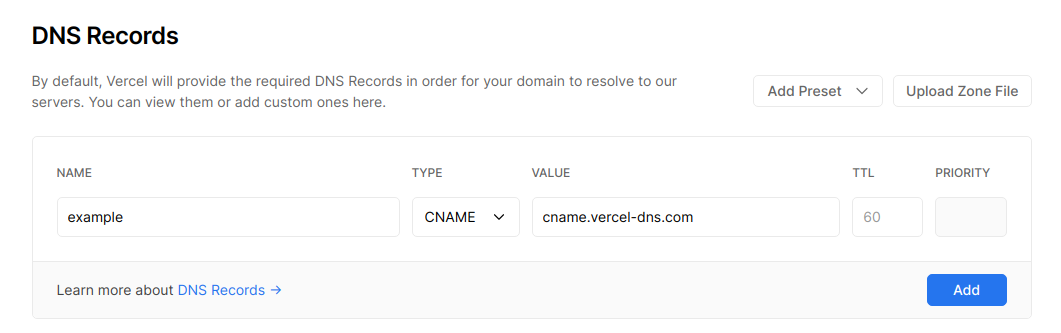 DNS Records
By default, Vercel will provide the required DNS Records in order for your domain to resolve to our
servers. You can view them or add custom ones here.
Add Preset
Upload Zone File
NAME TYPE VALUE TTL PRIORITY
example CNAME cname.vercel-dns.com 60
Learn more about DNS Records →
Add